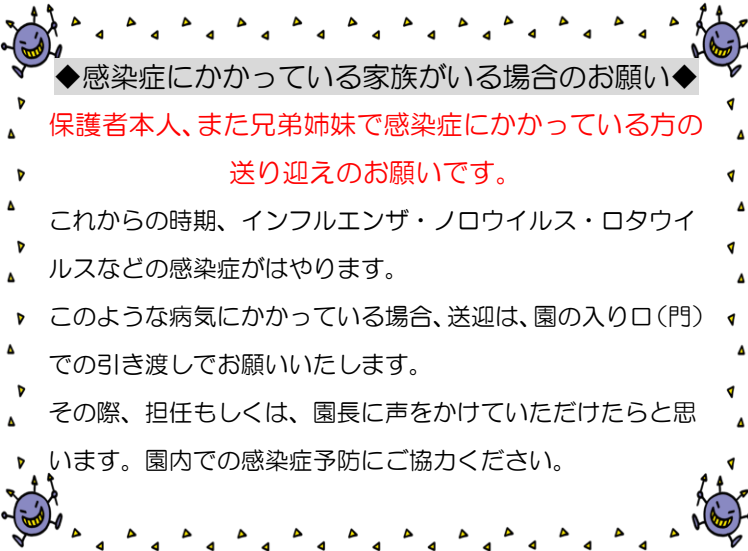 ◆感染症にかかっている家族がいる場合のお願い◆
保護者本人、また兄弟姉妹で感染症にかかっている方の
送り迎えのお願いです。
これからの時期、インフルエンザ・ノロウイルス・ロタウイ
ルスなどの感染症がはやります。
このような病気にかかっている場合、送迎は、園の入り口（門）
での引き渡しでお願いいたします。
その際、担任もしくは、園長に声をかけていただけたらと思
います。園内での感染症予防にご協力ください。